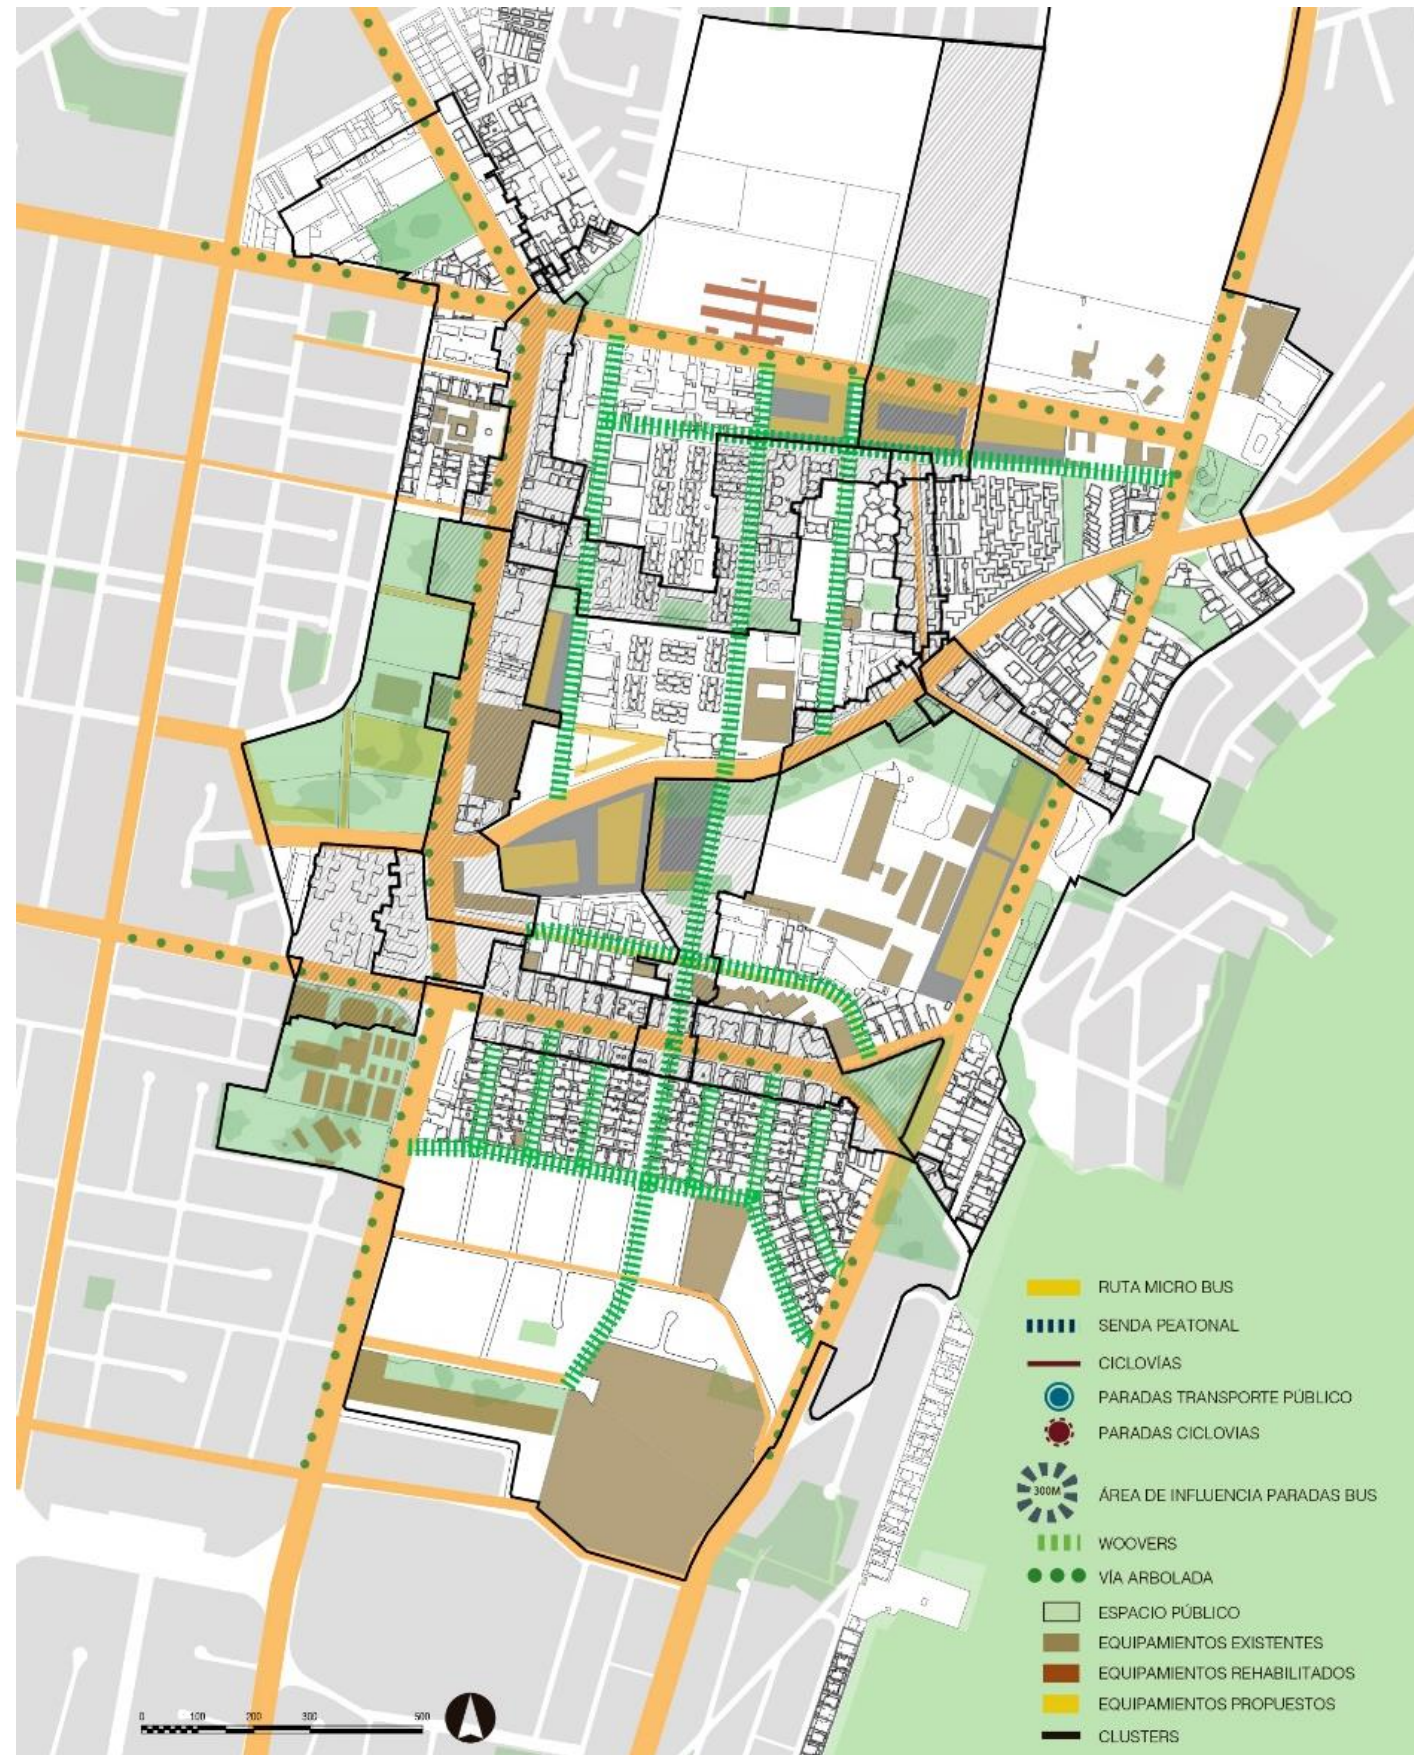 RUTA MICRO BUS
SENDA PEATONAL
CICLOVÍAS
PARADAS TRANSPORTE PÚBLICO
PARADAS CICLOVIAS
300M
ÁREA DE INFLUENCIA PARADAS BUS
WOOVERS
VÍA ARBOLADA
ESPACIO PÚBLICO
EQUIPAMIENTOS EXISTENTES
EQUIPAMIENTOS REHABILITADOS
EQUIPAMIENTOS PROPUESTOS
CLUSTERS
0 100 200 300 500